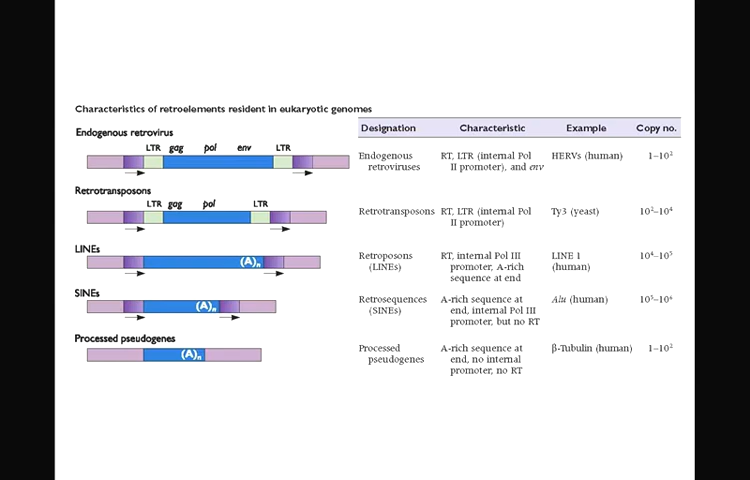 Characteristics of retroelements resident in eukaryotic genomes
Endogenous retrovirus
LTR gag pol env LTR
Retrotransposons
LTR gag pol LTR
LINEs
(A)n
SINEs
(A)n
Processed pseudogenes
(A)n
Designation Characteristic Example Copy no.
Endogenous RT, LTR (internal Pol HERVs (human) 1–10²
retroviruses II promoter), and env
Retrotransposons RT, LTR (internal Pol Ty3 (yeast) 10²–10⁴
II promoter)
Retroposons RT, internal Pol III LINE 1 10⁴–10⁵
(LINEs) promoter, A-rich (human)
sequence at end
Retrosequences A-rich sequence at Alu (human) 10⁵–10⁶
(SINEs) end, internal Pol III
promoter, but no RT
Processed A-rich sequence at β-Tubulin (human) 1–10²
pseudogenes end, no internal
promoter, no RT